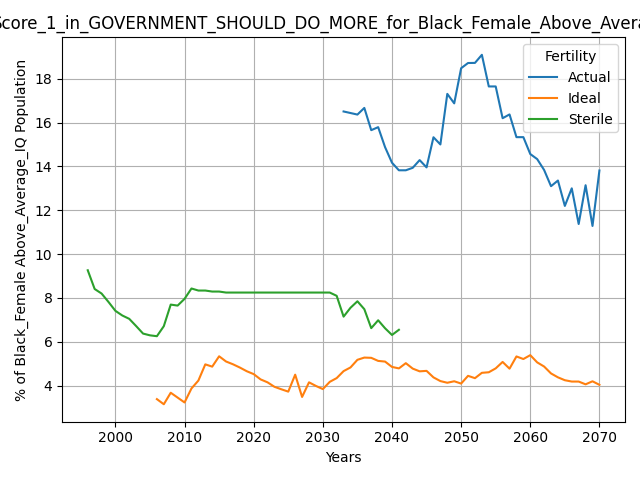 Score_1_in_GOVERNMENT_SHOULD_DO_MORE_for_Black_Female_Above_Avera
% of Black_Female Above_Average_IQ Population
18
16
14
12
10
8
6
4
Fertility
Actual
Ideal
Sterile
2000 2010 2020 2030 2040 2050 2060 2070
Years